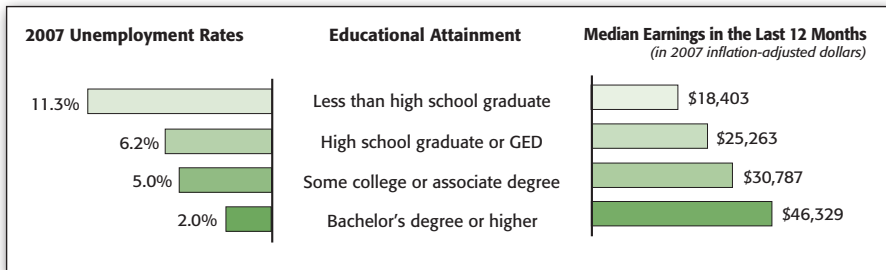 2007 Unemployment Rates Educational Attainment Median Earnings in the Last 12 Months
(in 2007 inflation-adjusted dollars)
11.3% Less than high school graduate $18,403
6.2% High school graduate or GED $25,263
5.0% Some college or associate degree $30,787
2.0% Bachelor’s degree or higher $46,329